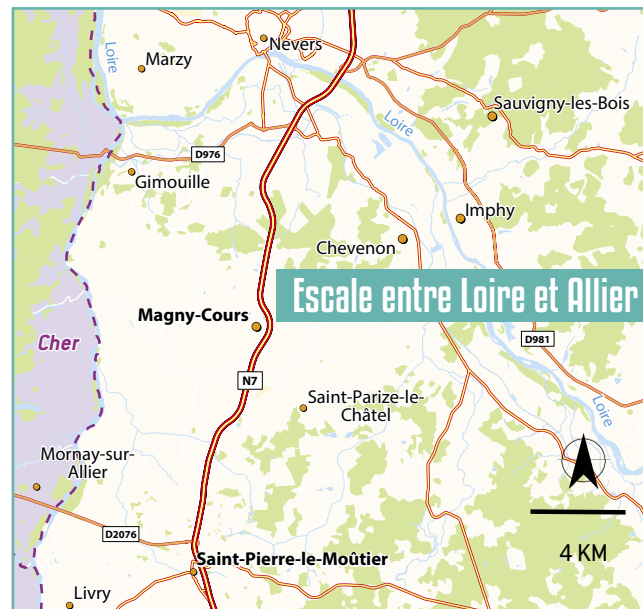 Nevers
Loire
Marzy
Sauvigny-les-Bois
Loire
D976
Gimouille
Imphy
Chevenon
Escale entre Loire et Allier
Magny-Cours
D981
Cher
N7
Saint-Parize-le-
Châtel
Loire
Mornay-sur-
Allier
D2076
4 KM
Saint-Pierre-le-Moûtier
Livry